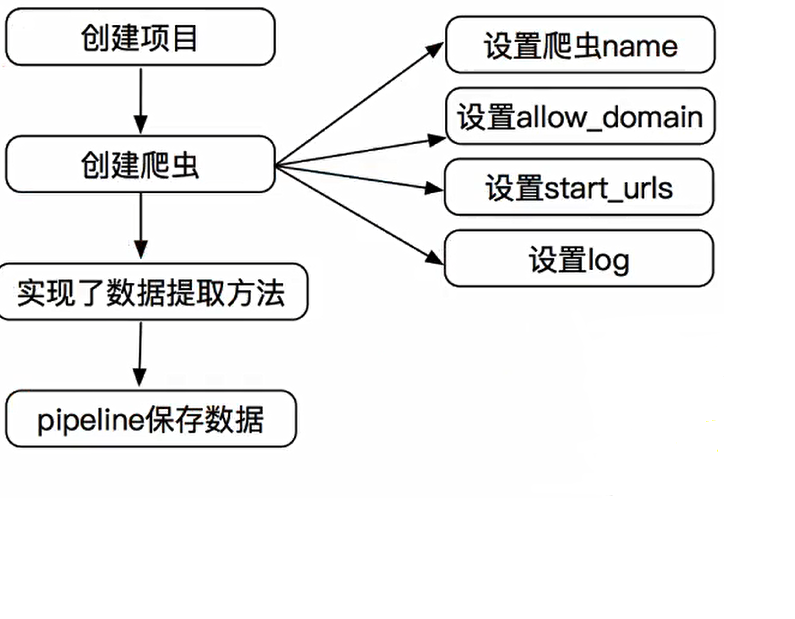 创建项目
创建爬虫
实现了数据提取方法
pipeline保存数据
设置爬虫name
设置allow_domain
设置start_urls
设置log